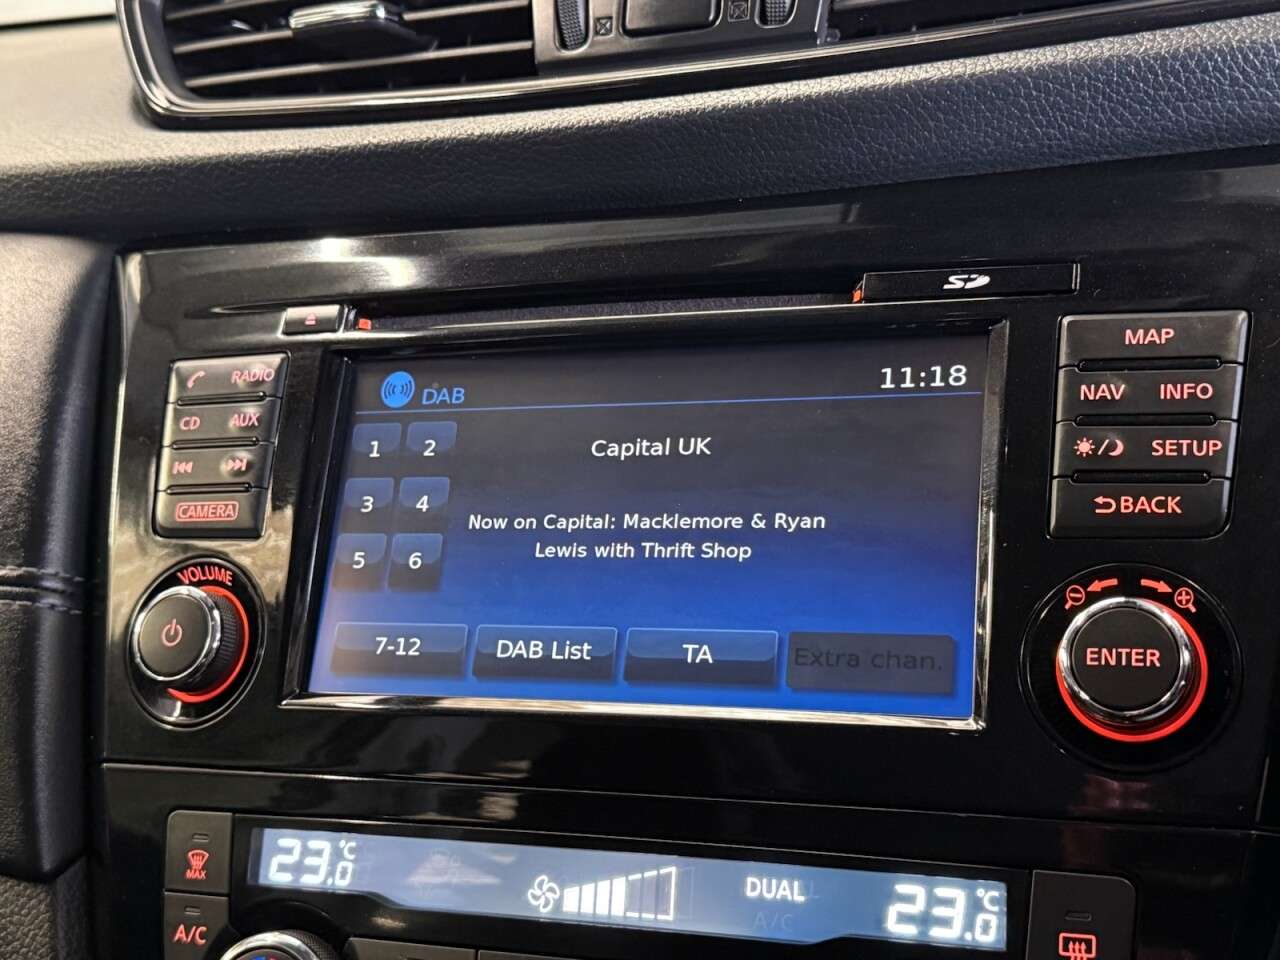 SD
RADIO
CD AUX
CAMERA
VOLUME
DAB
11:18
1 2
3 4
5 6
Capital UK
Now on Capital: Macklemore & Ryan
Lewis with Thrift Shop
7-12
DAB List
TA
Extra chan.
MAP
NAV INFO
SETUP
BACK
ENTER
MAX
A/C
23.0 °C
DUAL
A/C
23.0 °C